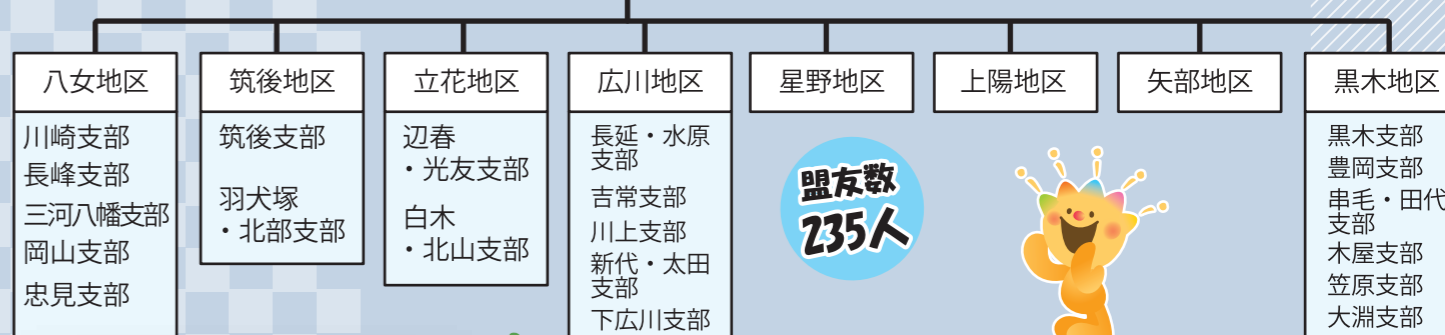 八女地区
川崎支部
長峰支部
三河八幡支部
岡山支部
忠見支部
筑後地区
筑後支部
羽犬塚
・北部支部
立花地区
辺春
・光友支部
白木
・北山支部
広川地区
長延・水原
支部
吉常支部
川上支部
新代・太田
支部
下広川支部
星野地区
上陽地区
矢部地区
盟友数
235人
黒木地区
黒木支部
豊岡支部
串毛・田代
支部
木屋支部
笠原支部
大淵支部